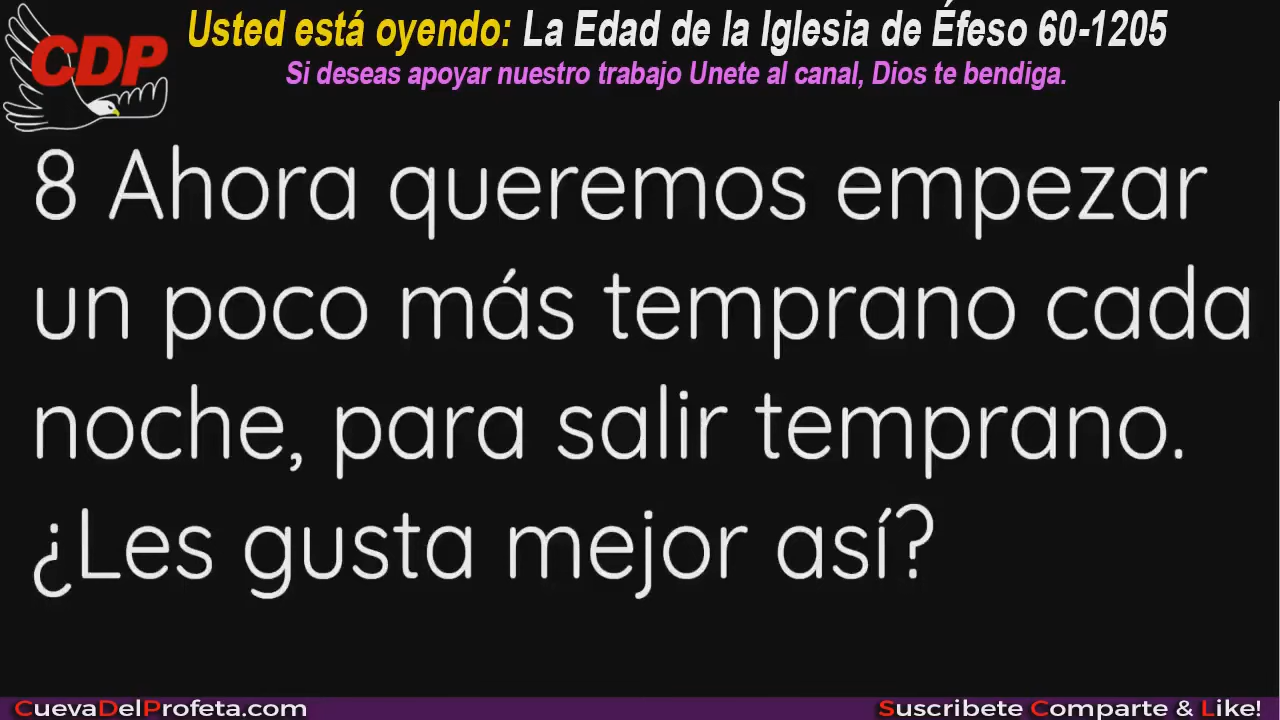 CDP
Usted está oyendo: La Edad de la Iglesia de Éfeso 60-1205
Si deseas apoyar nuestro trabajo Unete al canal, Dios te bendiga.
8 Ahora queremos empezar
un poco más temprano cada
noche, para salir temprano.
¿Les gusta mejor así?
CuevaDelProfeta.com
Suscribete Comparte & Like!